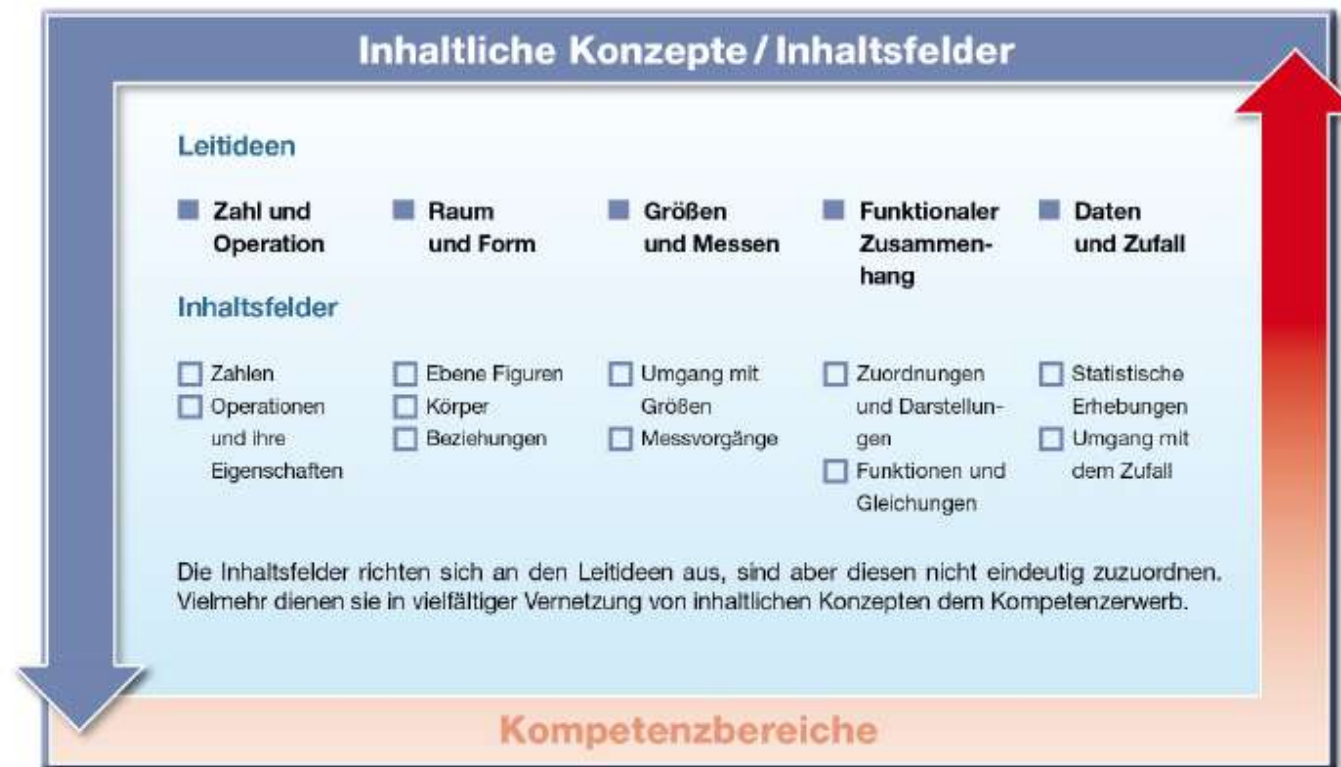 Inhaltliche Konzepte / Inhaltsfelder
Leitideen
Zahl und
Operation
Raum
und Form
Größen
und Messen
Funktionaler
Zusammen-
hang
Daten
und Zufall
Inhaltsfelder
Zahlen
Operationen
und ihre
Eigenschaften
Ebene Figuren
Körper
Beziehungen
Umgang mit
Größen
Messvorgänge
Zuordnungen
und Darstellun-
gen
Funktionen und
Gleichungen
Statistische
Erhebungen
Umgang mit
dem Zufall
Die Inhaltsfelder richten sich an den Leitideen aus, sind aber diesen nicht eindeutig zuzuordnen.
Vielmehr dienen sie in vielfältiger Vernetzung von inhaltlichen Konzepten dem Kompetenzerwerb.
Kompetenzbereiche